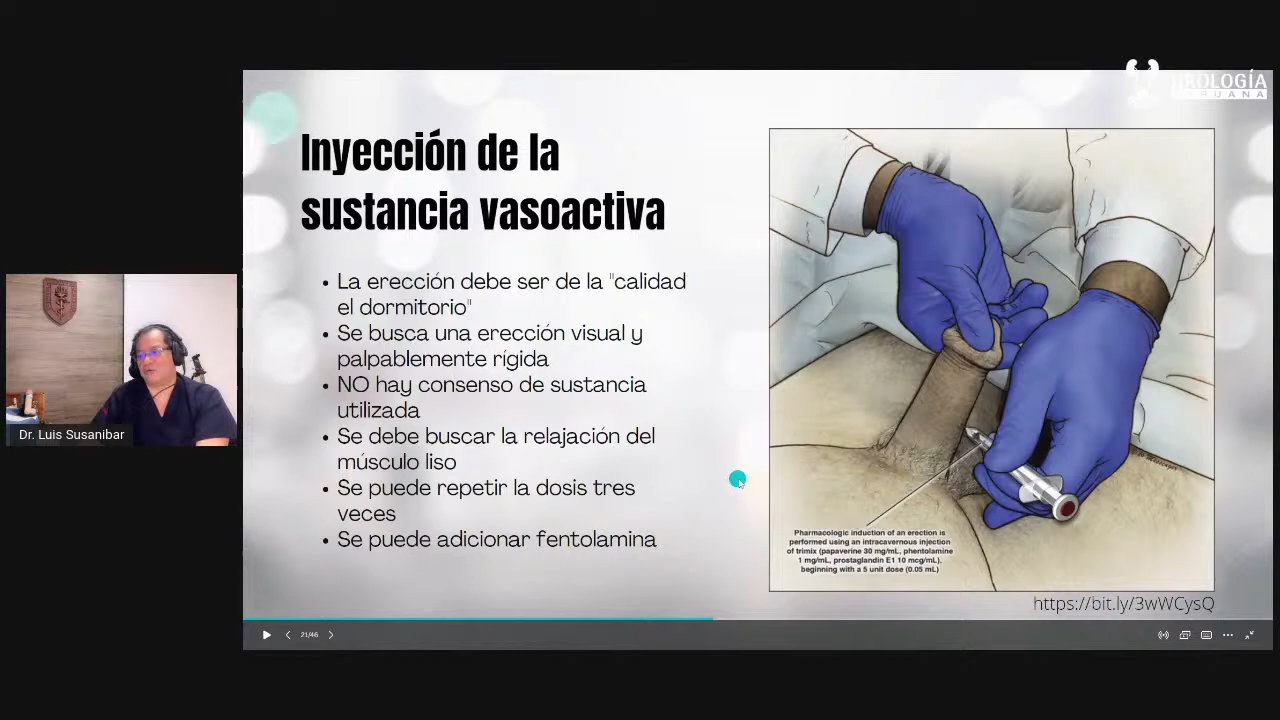 UROLOGÍA
PERUANA
Inyección de la
sustancia vasoactiva
La erección debe ser de la "calidad
el dormitorio"
Se busca una erección visual y
palpablemente rígida
NO hay consenso de sustancia
utilizada
Se debe buscar la relajación del
músculo liso
Se puede repetir la dosis tres
veces
Se puede adicionar fentolamina
Pharmacologic induction of an erection is
performed using an intracavernous injection
of trimix (papaverine 30 mg/mL, phentolamine
1 mg/mL, prostaglandin E1 10 mcg/mL),
beginning with a 5 unit dose (0.05 mL)
https://bit.ly/3wWCysQ
Dr. Luis Susanibar
21/46